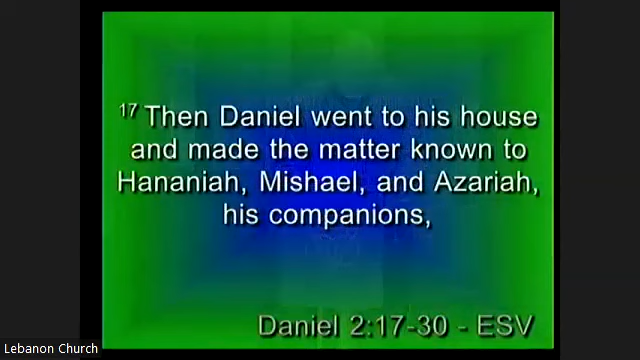 17 Then Daniel went to his house
and made the matter known to
Hananiah, Mishael, and Azariah,
his companions,
Daniel 2:17-30 - ESV
Lebanon Church